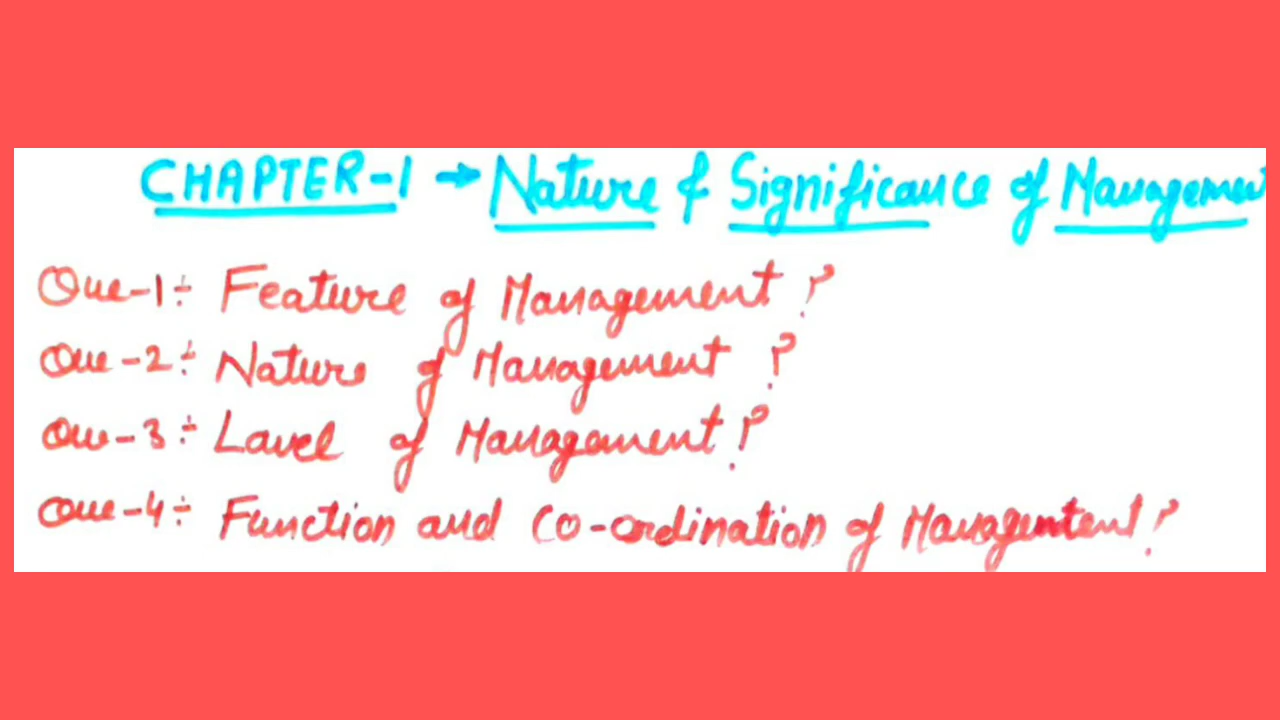 CHAPTER-1 → Nature & Significance of Managemen
Que-1÷ Feature of Management?
Que-2÷ Nature of Management ?
Que-3÷ Lavel of Management?
Que-4÷ Function and Co-ordination of Management?